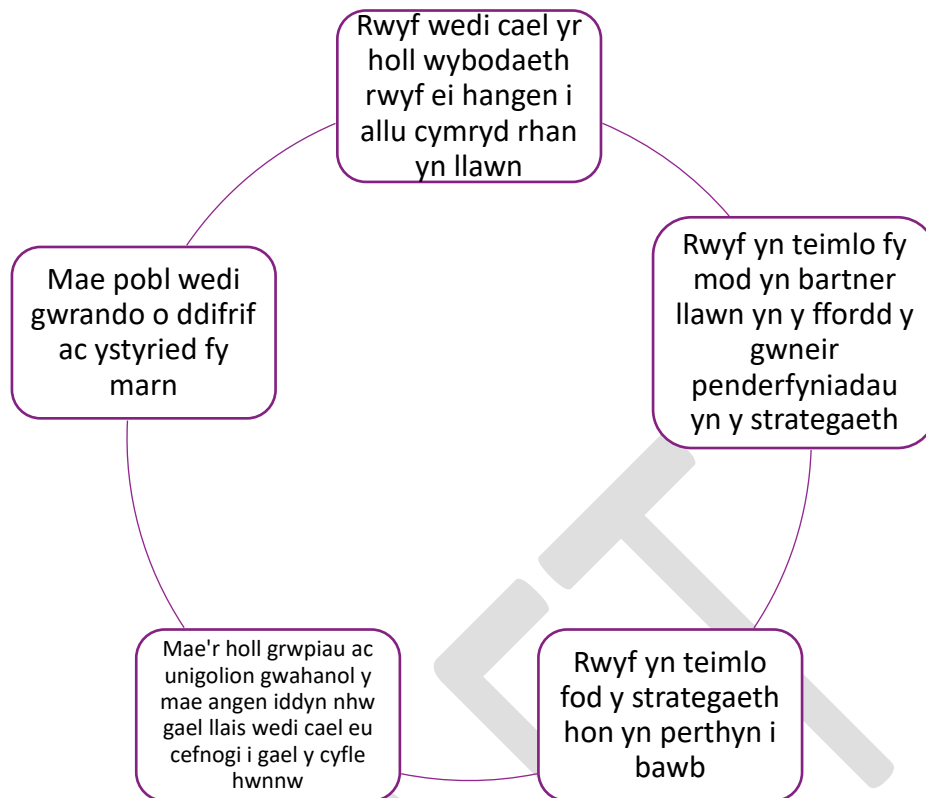 Rwyf wedi cael yr
holl wybodaeth
rwyf ei hangen i
allu cymryd rhan
yn llawn
Rwyf yn teimlo fy
mod yn bartner
llawn yn y ffordd y
gwneir
penderfyniadau
yn y strategaeth
Rwyf yn teimlo
fod y strategaeth
hon yn perthyn i
bawb
Mae'r holl grwpiau ac
unigolion gwahanol y
mae angen iddyn nhw
gael llais wedi cael eu
cefnogi i gael y cyfle
hwnnw
Mae pobl wedi
gwrando o ddifrif
ac ystyried fy
marn